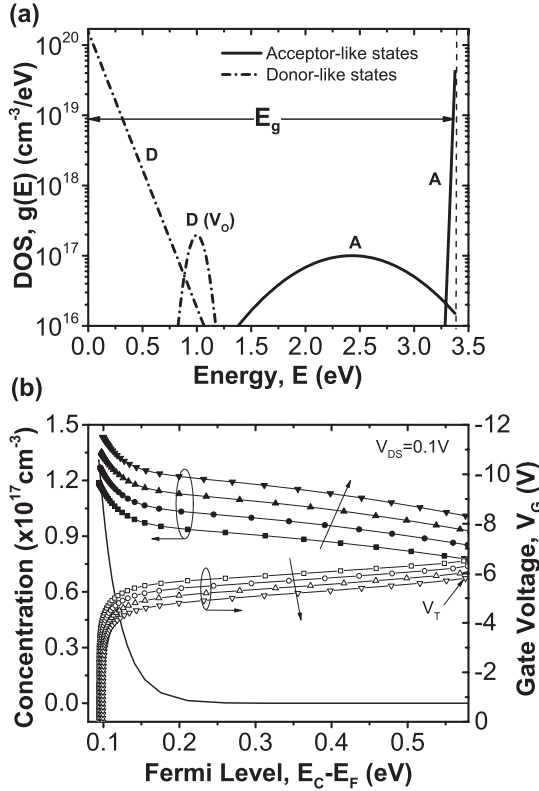 (a)
10^20
10^19
10^18
10^17
10^16
DOS, g(E) (cm^-3/eV)
Acceptor-like states
Donor-like states
E_g
D
D (V_O)
A
A
0.0 0.5 1.0 1.5 2.0 2.5 3.0 3.5
Energy, E (eV)
(b)
1.5
1.2
0.9
0.6
0.3
0.0
Concentration (x10^17cm^-3)
V_DS=0.1V
V_T
-12
-10
-8
-6
-4
-2
0
Gate Voltage, V_G (V)
0.1 0.2 0.3 0.4 0.5
Fermi Level, E_C-E_F (eV)